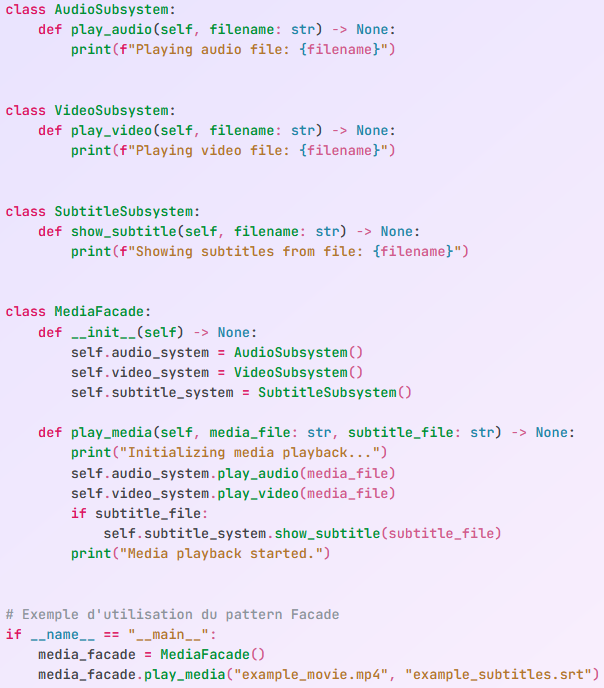 class AudioSubsystem:
    def play_audio(self, filename: str) -> None:
        print(f"Playing audio file: {filename}")
class VideoSubsystem:
    def play_video(self, filename: str) -> None:
        print(f"Playing video file: {filename}")
class SubtitleSubsystem:
    def show_subtitle(self, filename: str) -> None:
        print(f"Showing subtitles from file: {filename}")
class MediaFacade:
    def __init__(self) -> None:
        self.audio_system = AudioSubsystem()
        self.video_system = VideoSubsystem()
        self.subtitle_system = SubtitleSubsystem()
    def play_media(self, media_file: str, subtitle_file: str) -> None:
        print("Initializing media playback...")
        self.audio_system.play_audio(media_file)
        self.video_system.play_video(media_file)
        if subtitle_file:
            self.subtitle_system.show_subtitle(subtitle_file)
        print("Media playback started.")
# Exemple d'utilisation du pattern Facade
if __name__ == "__main__":
    media_facade = MediaFacade()
    media_facade.play_media("example_movie.mp4", "example_subtitles.srt")